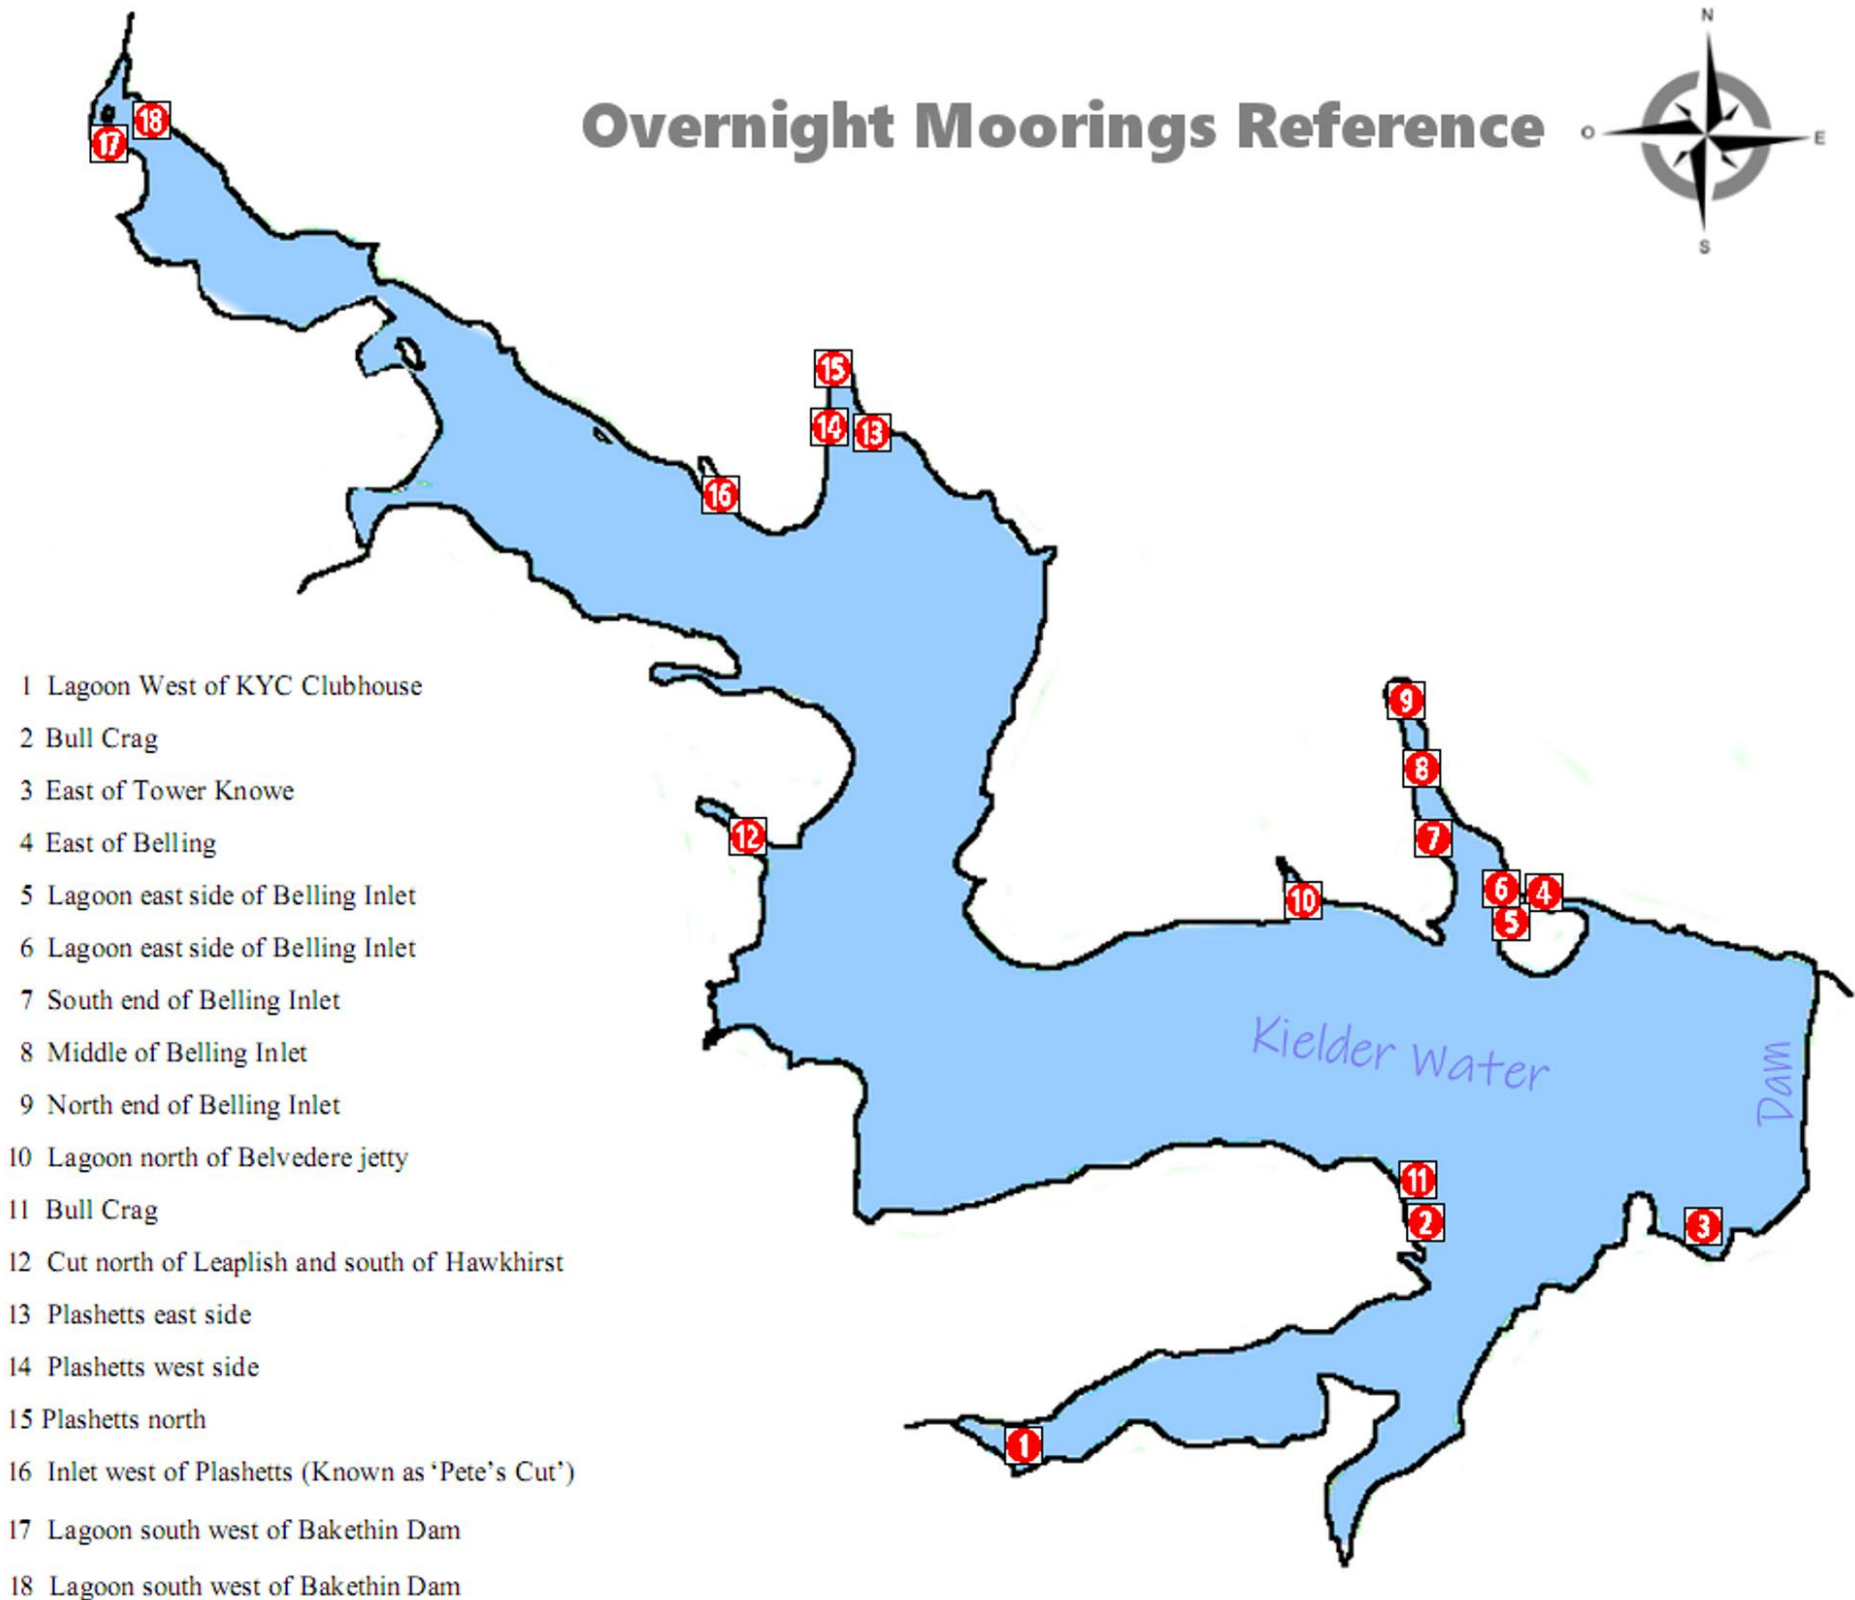 N
Overnight Moorings Reference
O
E
S
18
17
15
14
13
16
1 Lagoon West of KYC Clubhouse
2 Bull Crag
3 East of Tower Knowe
4 East of Belling
5 Lagoon east side of Belling Inlet
6 Lagoon east side of Belling Inlet
7 South end of Belling Inlet
8 Middle of Belling Inlet
9 North end of Belling Inlet
10 Lagoon north of Belvedere jetty
11 Bull Crag
12 Cut north of Leaplish and south of Hawkhirst
13 Plashetts east side
14 Plashetts west side
15 Plashetts north
16 Inlet west of Plashetts (Known as ‘Pete’s Cut’)
17 Lagoon south west of Bakethin Dam
18 Lagoon south west of Bakethin Dam
9
8
7
12
6
4
10
5
Kielder Water
Dam
11
2
3
1